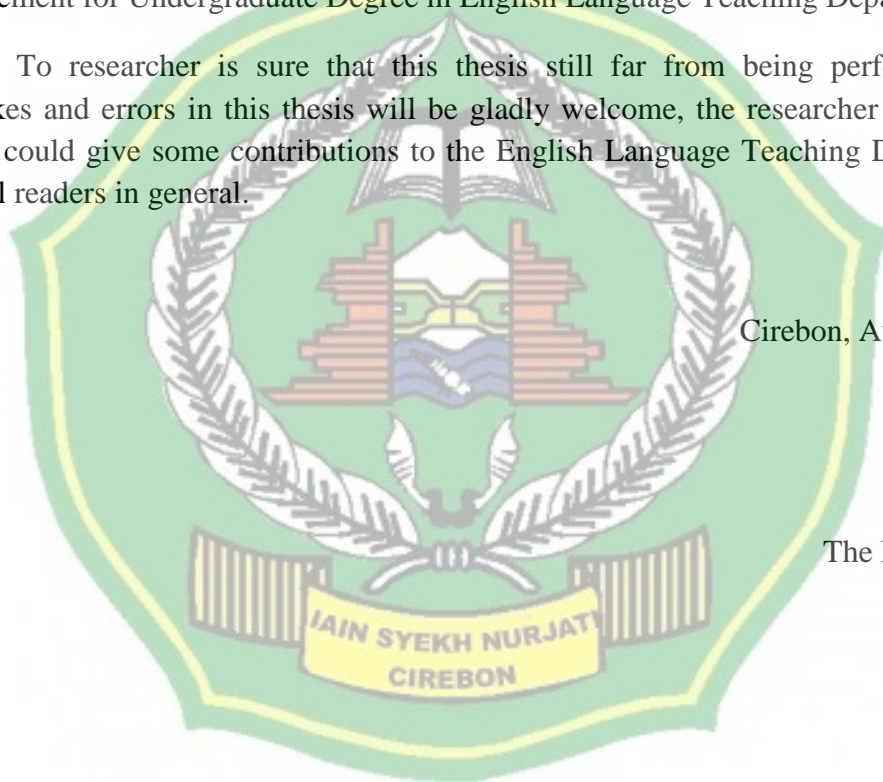 ement for Undergraduate Degree in English Language Teaching Depa
To researcher is sure that this thesis still far from being perf
kes and errors in this thesis will be gladly welcome, the researcher
could give some contributions to the English Language Teaching D
l readers in general.
Cirebon, A
The
IAIN SYEKH NURJATI
CIREBON